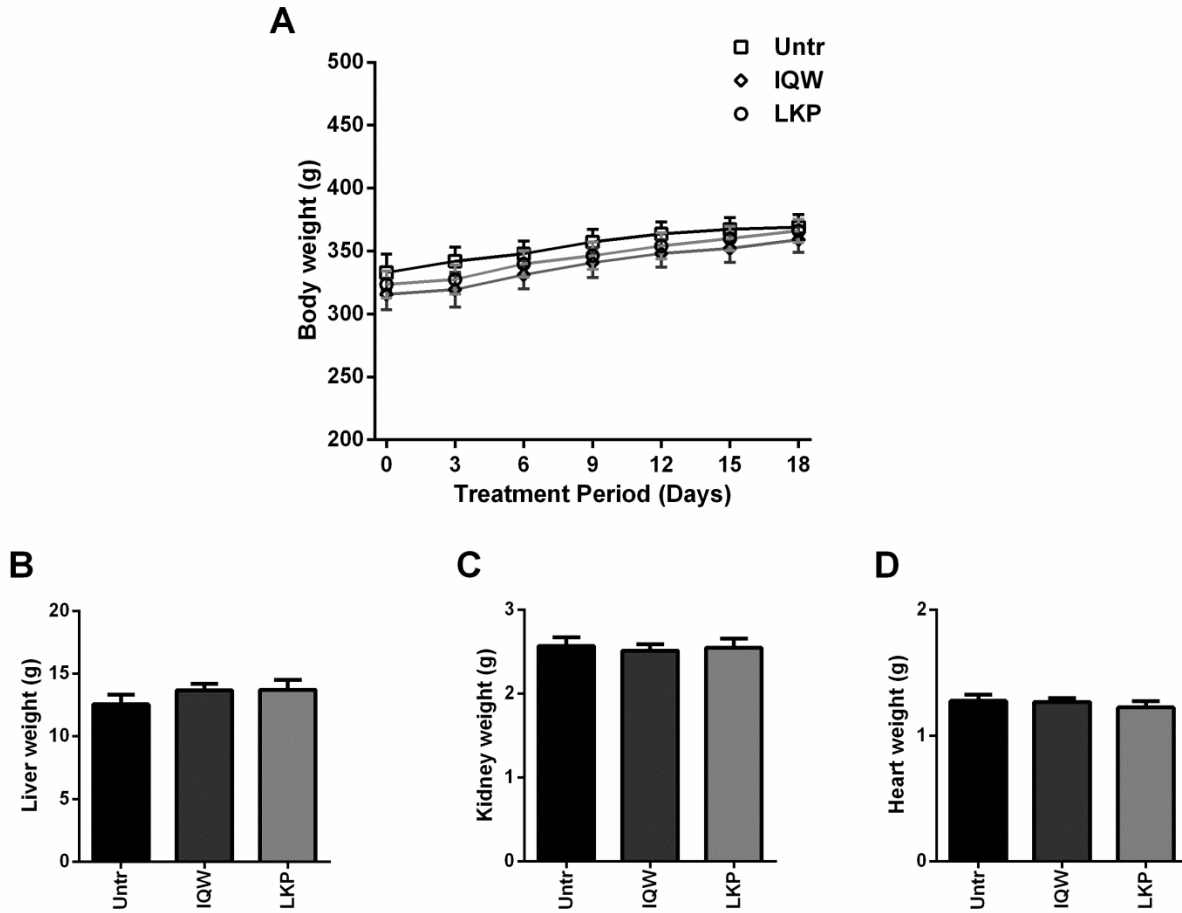 A
Untr
IQW
LKP
500
450
400
350
300
250
200
Body weight (g)
0 3 6 9 12 15 18
Treatment Period (Days)
B
20
15
10
5
0
Liver weight (g)
Untr IQW LKP
C
3
2
1
0
Kidney weight (g)
Untr IQW LKP
D
2
1
0
Heart weight (g)
Untr IQW LKP